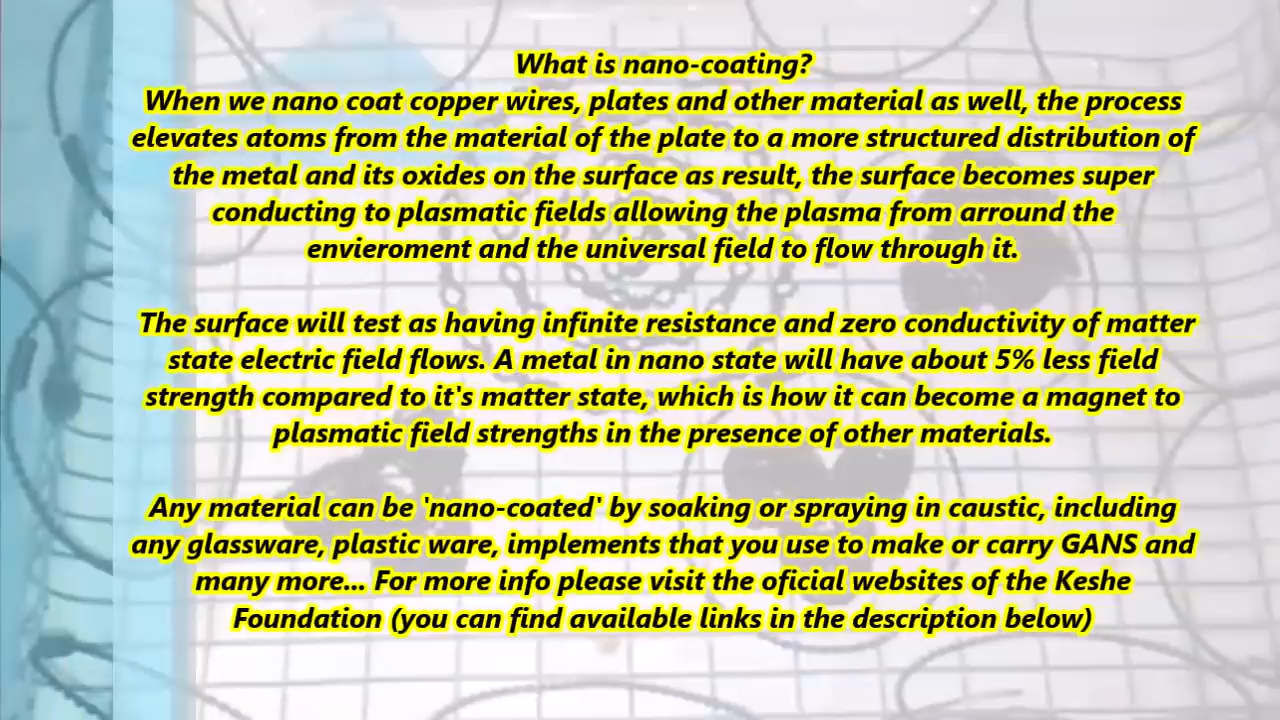 What is nano-coating?
When we nano coat copper wires, plates and other material as well, the process
elevates atoms from the material of the plate to a more structured distribution of
the metal and its oxides on the surface as result, the surface becomes super
conducting to plasmatic fields allowing the plasma from arround the
envieroment and the universal field to flow through it.
The surface will test as having infinite resistance and zero conductivity of matter
state electric field flows. A metal in nano state will have about 5% less field
strength compared to it's matter state, which is how it can become a magnet to
plasmatic field strengths in the presence of other materials.
Any material can be 'nano-coated' by soaking or spraying in caustic, including
any glassware, plastic ware, implements that you use to make or carry GANS and
many more... For more info please visit the oficial websites of the Keshe
Foundation (you can find available links in the description below)